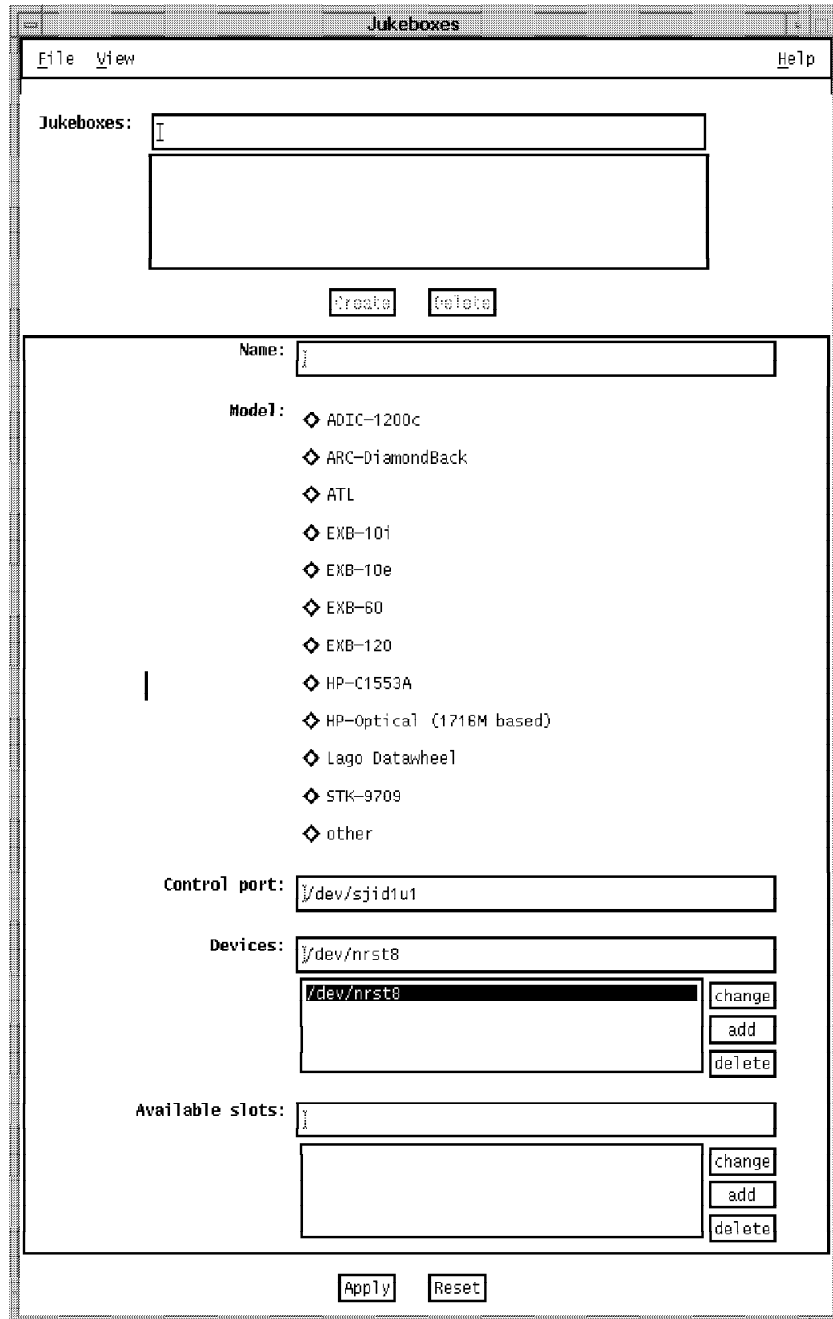 Jukeboxes
File View Help
Jukeboxes:
Create Delete
Name:
Model:
ADIC-1200c
ARC-DiamondBack
ATL
EXB-10i
EXB-10e
EXB-60
EXB-120
HP-C1553A
HP-Optical (1716M based)
Lago Datawheel
STK-9709
other
Control port: /dev/sjid1u1
Devices: /dev/nrst8
/dev/nrst8
change
add
delete
Available slots:
change
add
delete
Apply Reset